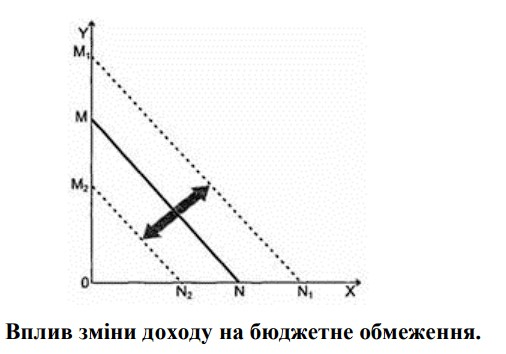 Y
M₁
M
M₂
0
N₂ N N₁ X
Вплив зміни доходу на бюджетне обмеження.